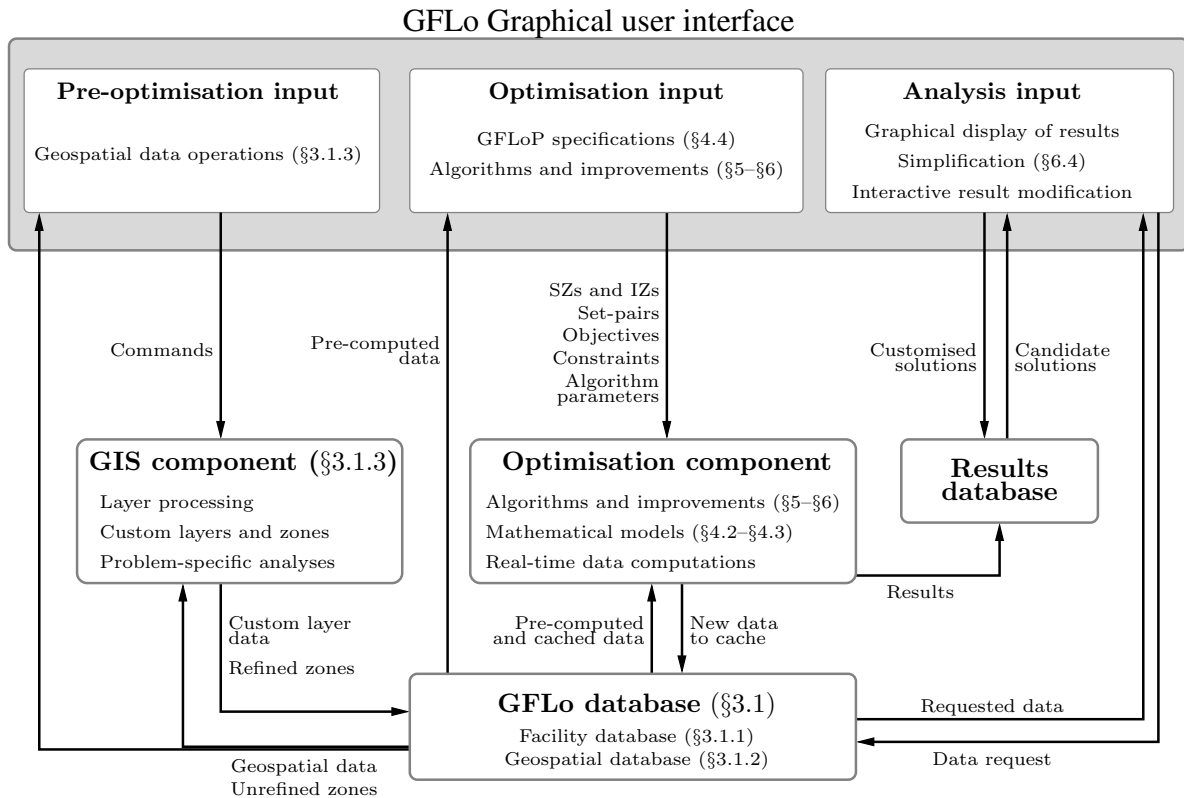 GFLo Graphical user interface
Pre-optimisation input
Geospatial data operations (§3.1.3)
Optimisation input
GFLoP specifications (§4.4)
Algorithms and improvements (§5–§6)
Analysis input
Graphical display of results
Simplification (§6.4)
Interactive result modification
Commands
Pre-computed
data
SZs and IZs
Set-pairs
Objectives
Constraints
Algorithm
parameters
Customised
solutions
Candidate
solutions
GIS component (§3.1.3)
Layer processing
Custom layers and zones
Problem-specific analyses
Optimisation component
Algorithms and improvements (§5–§6)
Mathematical models (§4.2–§4.3)
Real-time data computations
Results
database
Results
Custom layer
data
Refined zones
Pre-computed
and cached data
New data
to cache
GFLo database (§3.1)
Facility database (§3.1.1)
Geospatial database (§3.1.2)
Requested data
Data request
Geospatial data
Unrefined zones